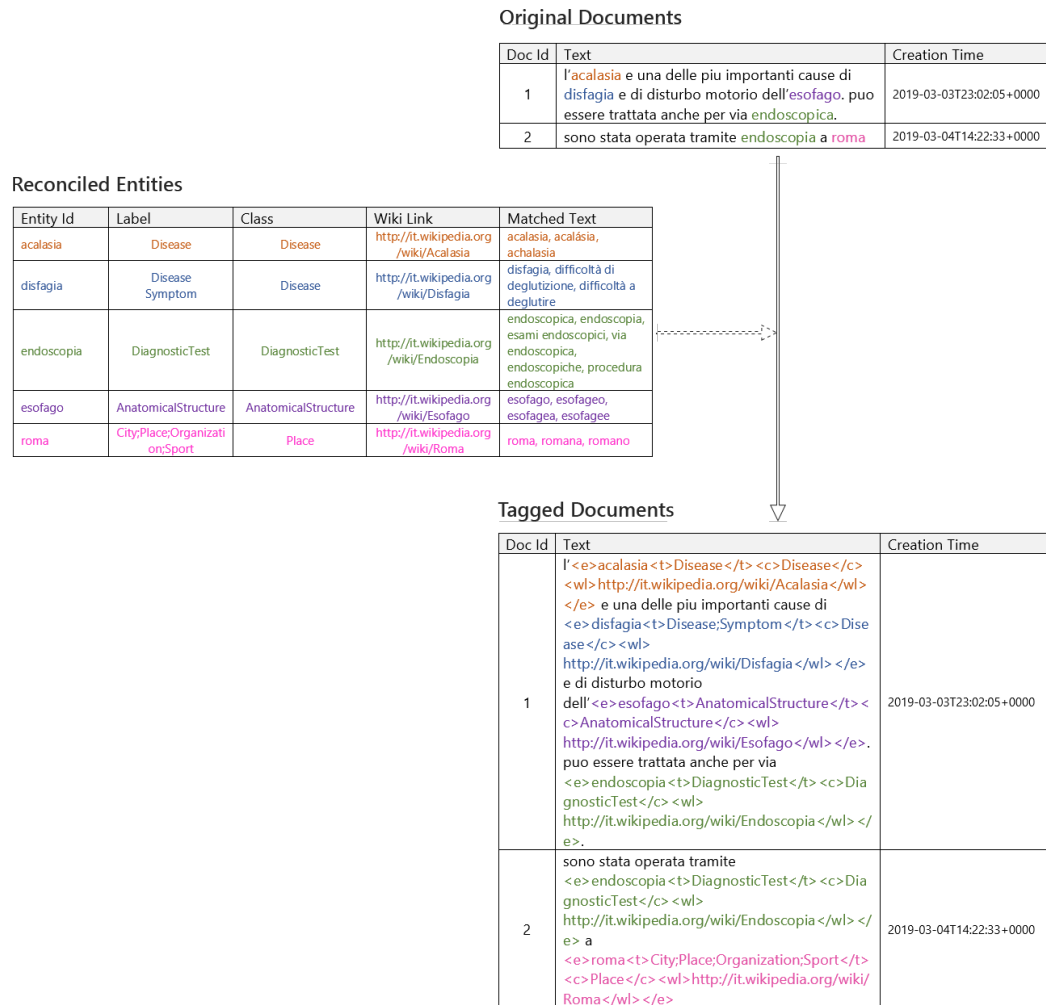 Original Documents
Doc Id Text Creation Time
l'acalasia e una delle piu importanti cause di
disfagia e di disturbo motorio dell'esofago. puo
essere trattata anche per via endoscopica.
1
2019-03-03T23:02:05+0000
2 sono stata operata tramite endoscopia a roma 2019-03-04T14:22:33+0000
Reconciled Entities
Entity Id Label Class Wiki Link Matched Text
acalasia
Disease
Disease
http://it.wikipedia.org
/wiki/Acalasia
acalasia, acalásia,
achalasia
disfagia
Disease
Symptom
Disease
http://it.wikipedia.org
/wiki/Disfagia
disfagia, difficoltà di
deglutizione, difficoltà a
deglutire
endoscopia
DiagnosticTest
DiagnosticTest
http://it.wikipedia.org
/wiki/Endoscopia
endoscopica, endoscopia,
esami endoscopici, via
endoscopica,
endoscopiche, procedura
endoscopica
esofago
AnatomicalStructure
AnatomicalStructure
http://it.wikipedia.org
/wiki/Esofago
esofago, esofageo,
esofagea, esofagee
roma
City;Place;Organizati
on;Sport
Place
http://it.wikipedia.org
/wiki/Roma
roma, romana, romano
Tagged Documents
Doc Id Text Creation Time
1
l'<e>acalasia<t>Disease</t><c>Disease</c>
<wl>http://it.wikipedia.org/wiki/Acalasia</wl>
</e> e una delle piu importanti cause di
<e>disfagia<t>Disease;Symptom</t><c>Dise
ase</c><wl>
http://it.wikipedia.org/wiki/Disfagia</wl></e>
e di disturbo motorio
dell'<e>esofago<t>AnatomicalStructure</t><
c>AnatomicalStructure</c><wl>
http://it.wikipedia.org/wiki/Esofago</wl></e>.
puo essere trattata anche per via
<e>endoscopia<t>DiagnosticTest</t><c>Dia
gnosticTest</c><wl>
http://it.wikipedia.org/wiki/Endoscopia</wl></
e>.
2019-03-03T23:02:05+0000
2
sono stata operata tramite
<e>endoscopia<t>DiagnosticTest</t><c>Dia
gnosticTest</c><wl>
http://it.wikipedia.org/wiki/Endoscopia</wl></
e> a
<e>roma<t>City;Place;Organization;Sport</t>
<c>Place</c><wl>http://it.wikipedia.org/wiki/
Roma</wl></e>
2019-03-04T14:22:33+0000